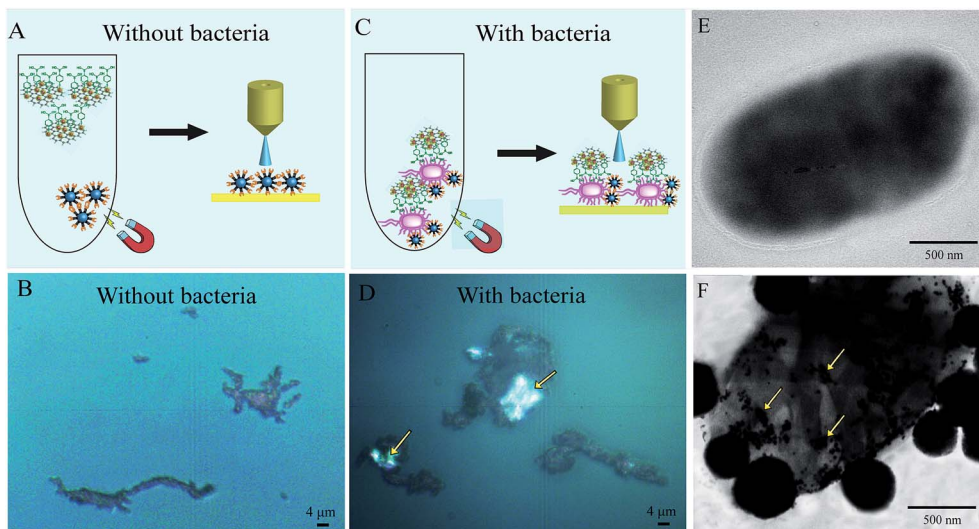 A
Without bacteria
C
With bacteria
E
500 nm
B
Without bacteria
4 μm
D
With bacteria
4 μm
F
500 nm